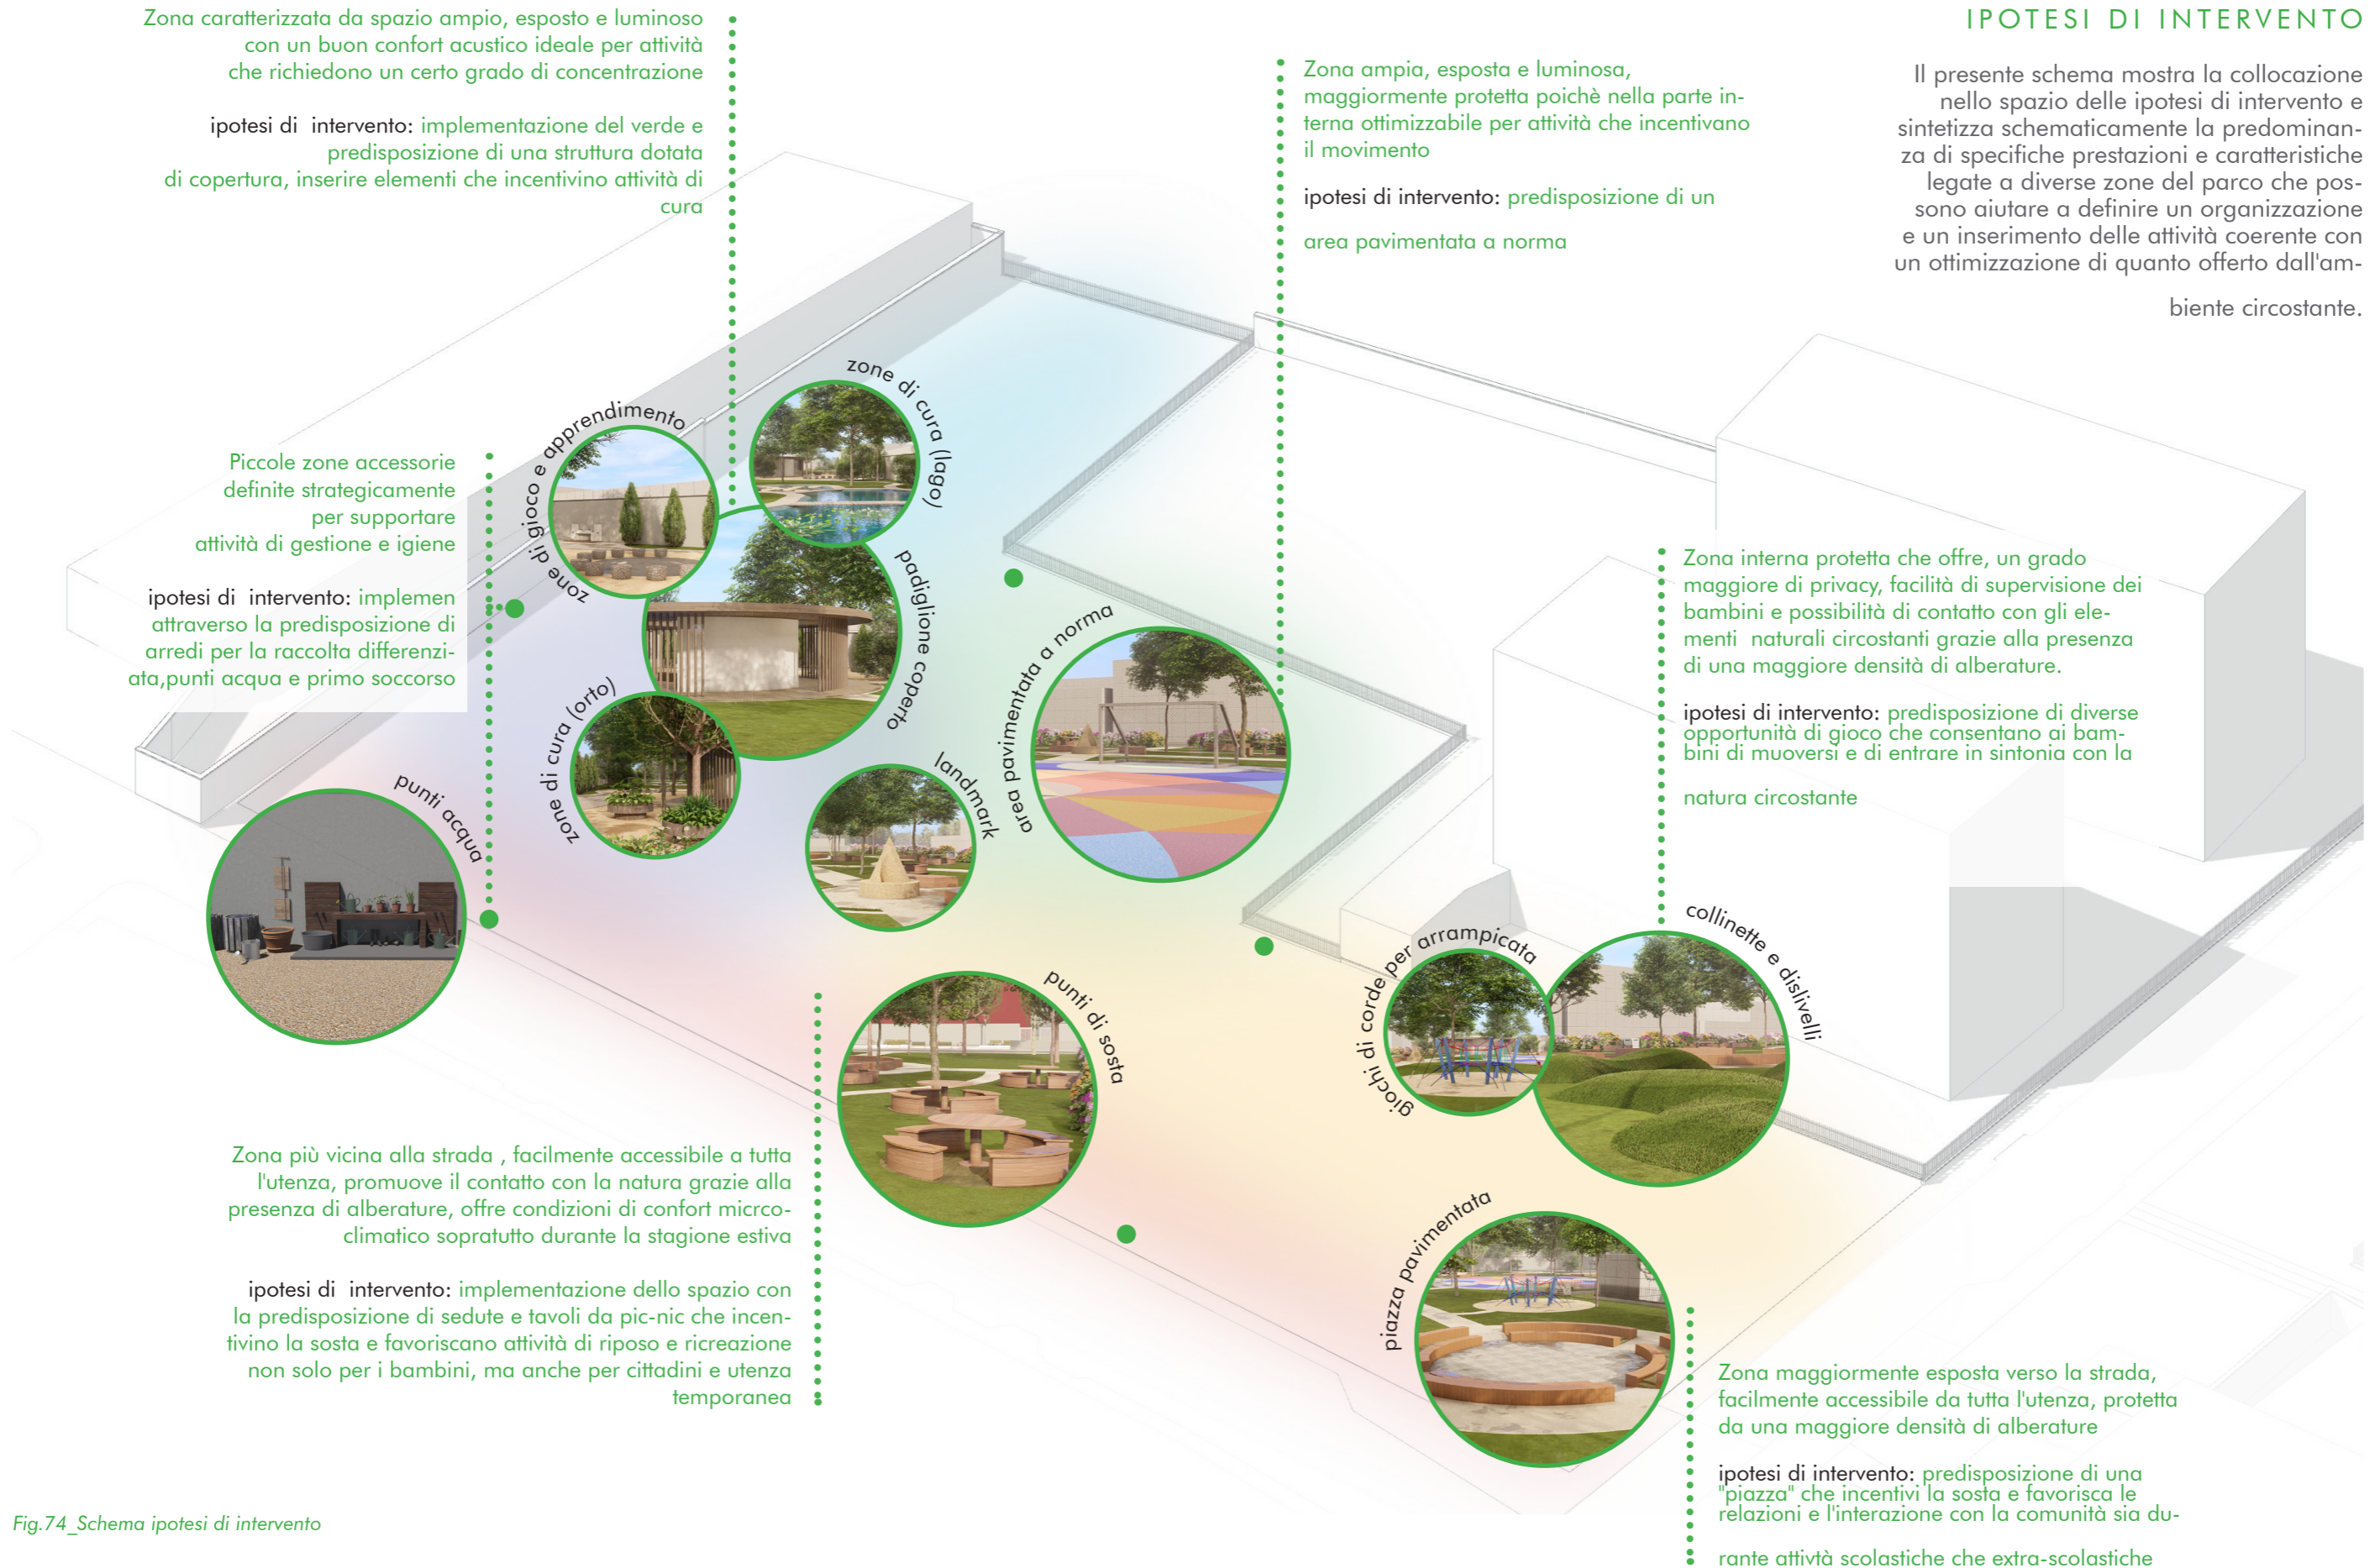 IPOTESI DI INTERVENTO
Il presente schema mostra la collocazione
nello spazio delle ipotesi di intervento e
sintetizza schematicamente la predominan-
za di specifiche prestazioni e caratteristiche
legate a diverse zone del parco che pos-
sono aiutare a definire un organizzazione
e un inserimento delle attività coerente con
un ottimizzazione di quanto offerto dall'am-
biente circostante.
Zona caratterizzata da spazio ampio, esposto e luminoso
con un buon confort acustico ideale per attività
che richiedono un certo grado di concentrazione
ipotesi di intervento: implementazione del verde e
predisposizione di una struttura dotata
di copertura, inserire elementi che incentivino attività di
cura
Zona ampia, esposta e luminosa,
maggiormente protetta poichè nella parte in-
terna ottimizzabile per attività che incentivano
il movimento
ipotesi di intervento: predisposizione di un
area pavimentata a norma
Piccole zone accessorie
definite strategicamente
per supportare
attività di gestione e igiene
ipotesi di intervento: implemen
attraverso la predisposizione di
arredi per la raccolta differenzi-
ata,punti acqua e primo soccorso
zone di gioco e apprendimento
zone di cura (lago)
padiglione coperto
zone di cura (orto)
punti acqua
landmark
area pavimentata a norma
Zona interna protetta che offre, un grado
maggiore di privacy, facilità di supervisione dei
bambini e possibilità di contatto con gli ele-
menti naturali circostanti grazie alla presenza
di una maggiore densità di alberature.
ipotesi di intervento: predisposizione di diverse
opportunità di gioco che consentano ai bam-
bini di muoversi e di entrare in sintonia con la
natura circostante
punti di sosta
giochi di corde per arrampicata
collinette e dislivelli
piazza pavimentata
Zona più vicina alla strada , facilmente accessibile a tutta
l'utenza, promuove il contatto con la natura grazie alla
presenza di alberature, offre condizioni di confort micrco-
climatico sopratutto durante la stagione estiva
ipotesi di intervento: implementazione dello spazio con
la predisposizione di sedute e tavoli da pic-nic che incen-
tivino la sosta e favoriscano attività di riposo e ricreazione
non solo per i bambini, ma anche per cittadini e utenza
temporanea
Zona maggiormente esposta verso la strada,
facilmente accessibile da tutta l'utenza, protetta
da una maggiore densità di alberature
ipotesi di intervento: predisposizione di una
"piazza" che incentivi la sosta e favorisca le
relazioni e l'interazione con la comunità sia du-
rante attivtà scolastiche che extra-scolastiche
Fig.74_Schema ipotesi di intervento